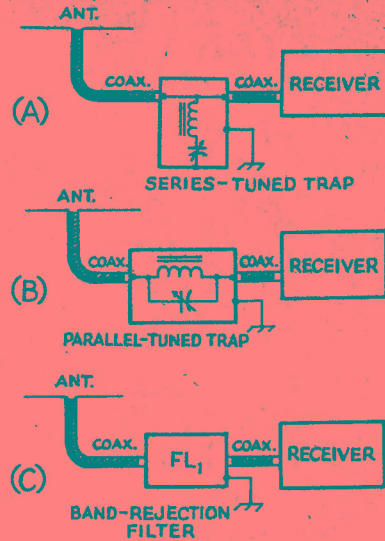 ANT.
COAX.
COAX.
RECEIVER
(A)
SERIES-TUNED TRAP
ANT.
COAX.
COAX.
RECEIVER
(B)
PARALLEL-TUNED TRAP
ANT.
COAX.
COAX.
RECEIVER
(C)
FL₁
BAND-REJECTION
FILTER